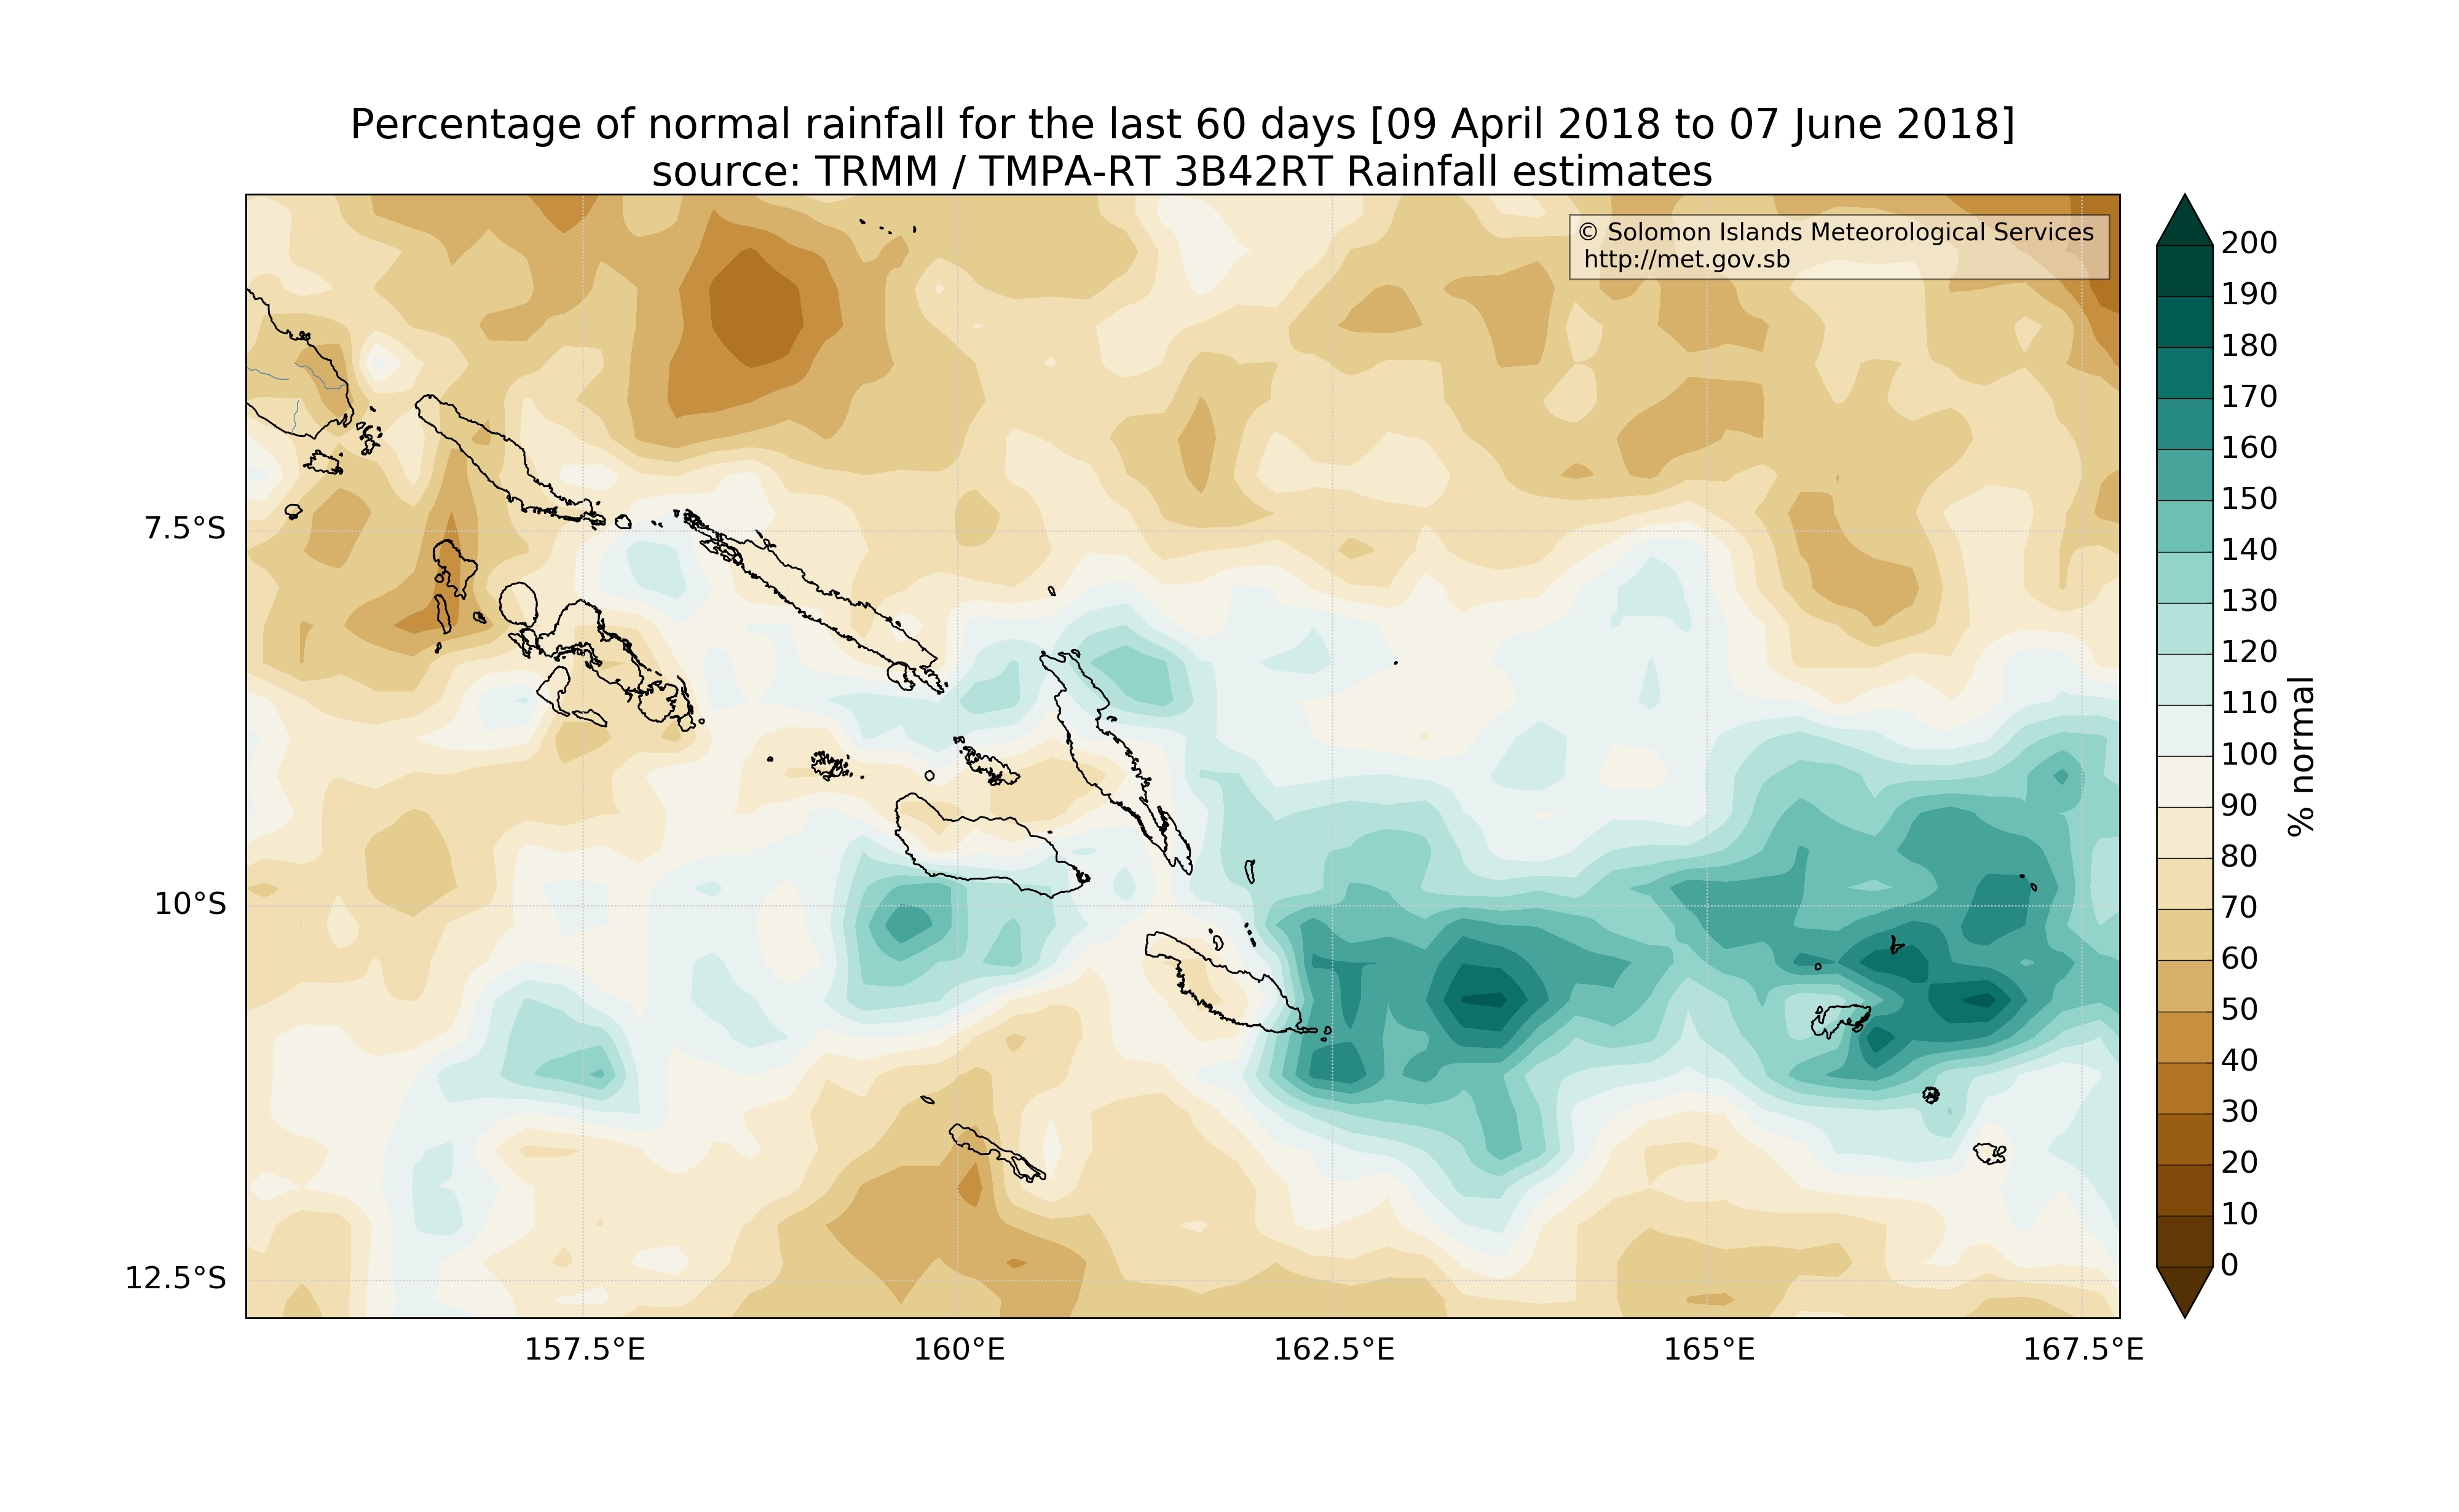 Percentage of normal rainfall for the last 60 days [09 April 2018 to 07 June 2018]
source: TRMM / TMPA-RT 3B42RT Rainfall estimates
© Solomon Islands Meteorological Services
http://met.gov.sb
7.5°S
10°S
12.5°S
157.5°E
160°E
162.5°E
165°E
167.5°E
200
190
180
170
160
150
140
130
120
110
100
90
80
70
60
50
40
30
20
10
0
% normal